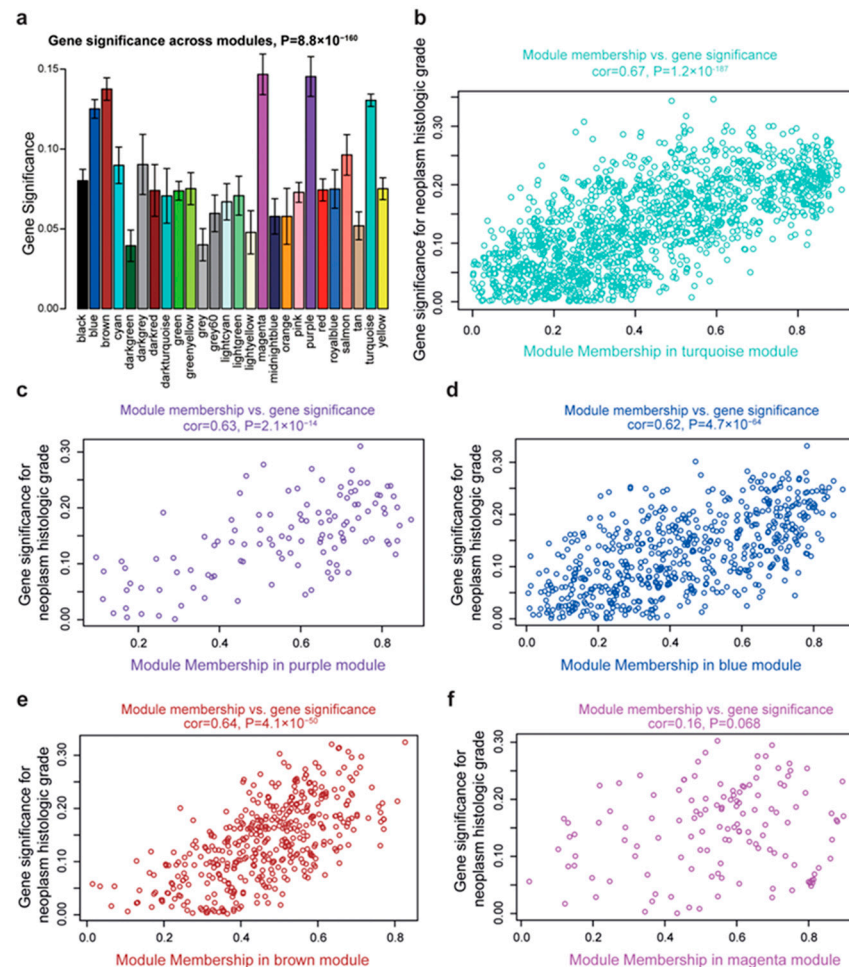 a
Gene significance across modules, P=8.8×10⁻¹⁶⁰
Gene Significance
0.15
0.10
0.05
0.00
black
blue
brown
cyan
darkgreen
darkgrey
darkred
darkturquoise
green
greenyellow
grey
grey60
lightcyan
lightgreen
lightyellow
magenta
midnightblue
orange
pink
purple
red
royalblue
salmon
tan
turquoise
yellow
b
Module membership vs. gene significance
cor=0.67, P=1.2×10⁻¹⁸⁷
Gene significance for neoplasm histologic grade
0.30
0.20
0.10
0.00
0.0 0.2 0.4 0.6 0.8
Module Membership in turquoise module
c
Module membership vs. gene significance
cor=0.63, P=2.1×10⁻¹⁴
Gene significance for
neoplasm histologic grade
0.30
0.20
0.10
0.00
0.2 0.4 0.6 0.8
Module Membership in purple module
d
Module membership vs. gene significance
cor=0.62, P=4.7×10⁻⁶⁴
Gene significance for
neoplasm histologic grade
0.30
0.20
0.10
0.00
0.0 0.2 0.4 0.6 0.8
Module Membership in blue module
e
Module membership vs. gene significance
cor=0.64, P=4.1×10⁻⁵⁰
Gene significance for
neoplasm histologic grade
0.30
0.20
0.10
0.00
0.0 0.2 0.4 0.6 0.8
Module Membership in brown module
f
Module membership vs. gene significance
cor=0.16, P=0.068
Gene significance for
neoplasm histologic grade
0.30
0.20
0.10
0.00
0.0 0.2 0.4 0.6 0.8
Module Membership in magenta module